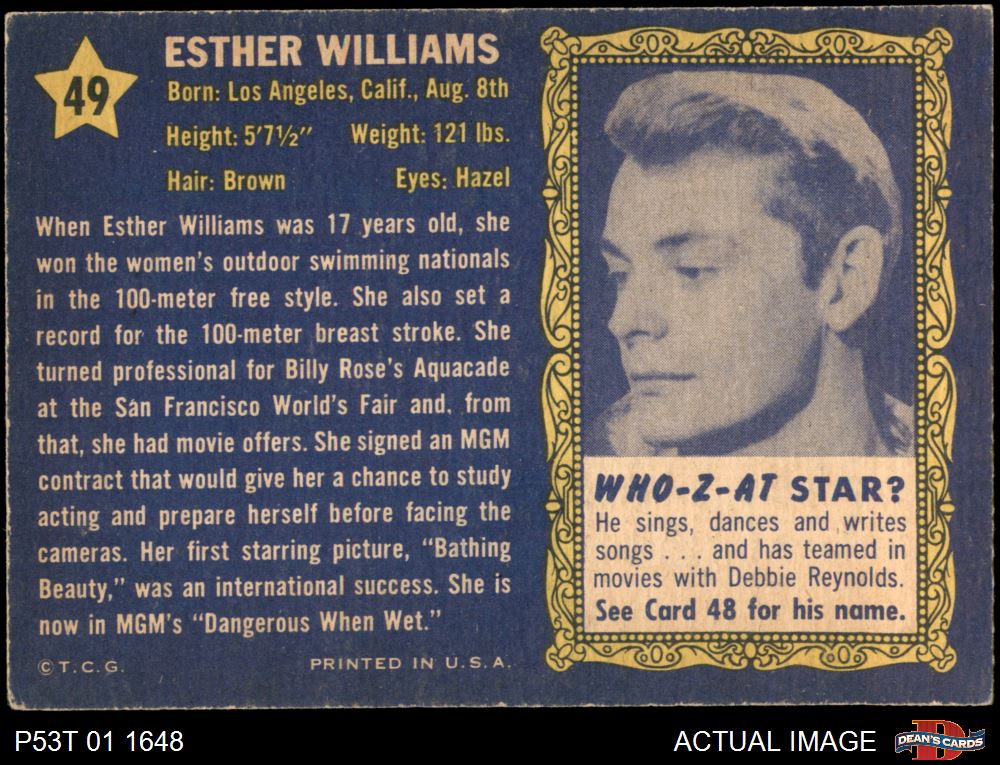 49
ESTHER WILLIAMS
Born: Los Angeles, Calif., Aug. 8th
Height: 5'7½" Weight: 121 lbs.
Hair: Brown Eyes: Hazel
When Esther Williams was 17 years old, she
won the women's outdoor swimming nationals
in the 100-meter free style. She also set a
record for the 100-meter breast stroke. She
turned professional for Billy Rose's Aquacade
at the San Francisco World's Fair and, from
that, she had movie offers. She signed an MGM
contract that would give her a chance to study
acting and prepare herself before facing the
cameras. Her first starring picture, "Bathing
Beauty," was an international success. She is
now in MGM's "Dangerous When Wet."
© T.C.G. PRINTED IN U.S.A.
WHO-Z-AT STAR?
He sings, dances and writes
songs . . . and has teamed in
movies with Debbie Reynolds.
See Card 48 for his name.
P53T 01 1648
ACTUAL IMAGE
DEAN'S CARDS